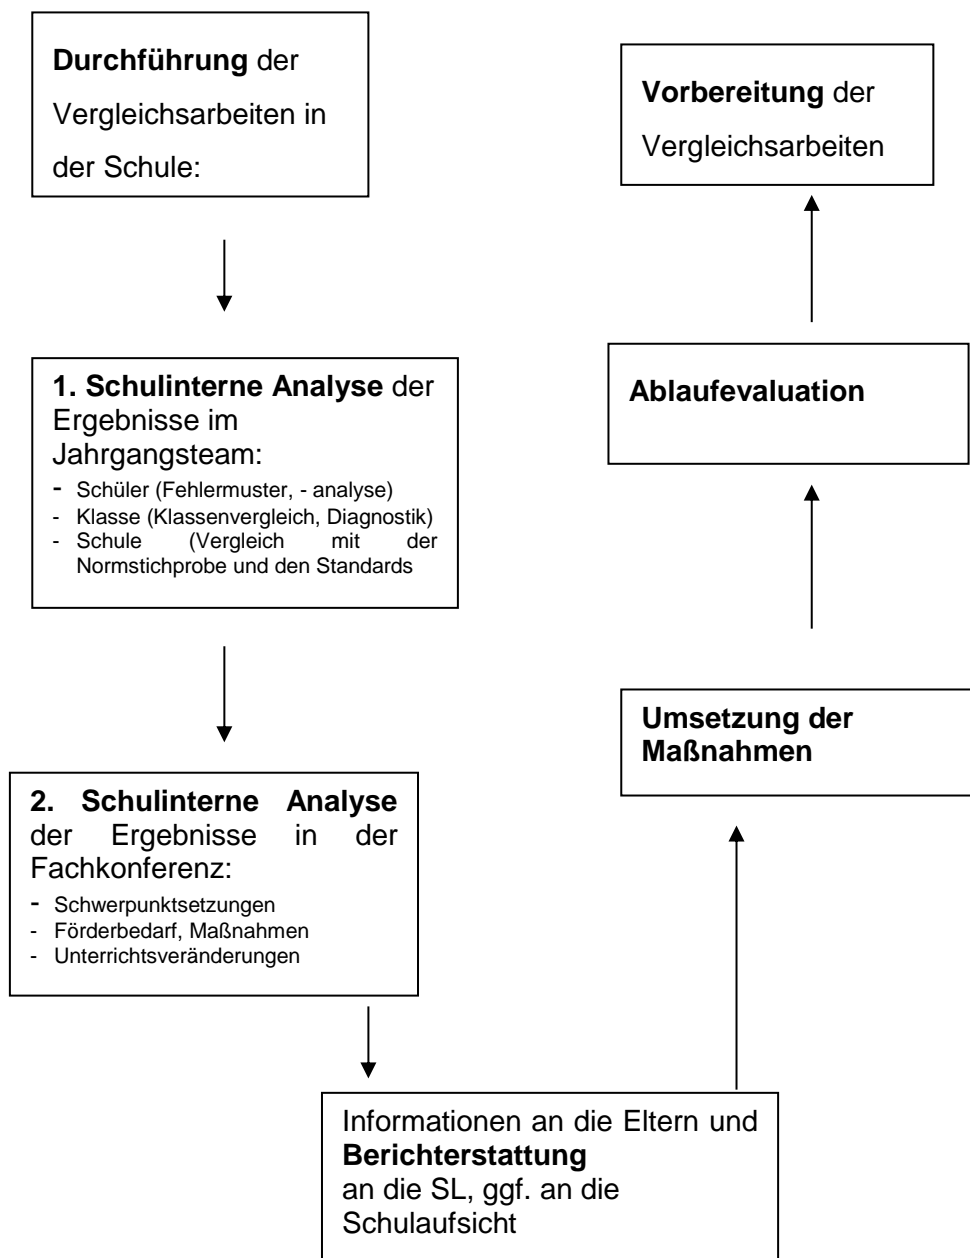 Durchführung der
Vergleichsarbeiten in
der Schule:
1. Schulinterne Analyse der
Ergebnisse im
Jahrgangsteam:
- Schüler (Fehlermuster, - analyse)
- Klasse (Klassenvergleich, Diagnostik)
- Schule (Vergleich mit der
Normstichprobe und den Standards
2. Schulinterne Analyse
der Ergebnisse in der
Fachkonferenz:
- Schwerpunktsetzungen
- Förderbedarf, Maßnahmen
- Unterrichtsveränderungen
Informationen an die Eltern und
Berichterstattung
an die SL, ggf. an die
Schulaufsicht
Umsetzung der
Maßnahmen
Ablaufevaluation
Vorbereitung der
Vergleichsarbeiten